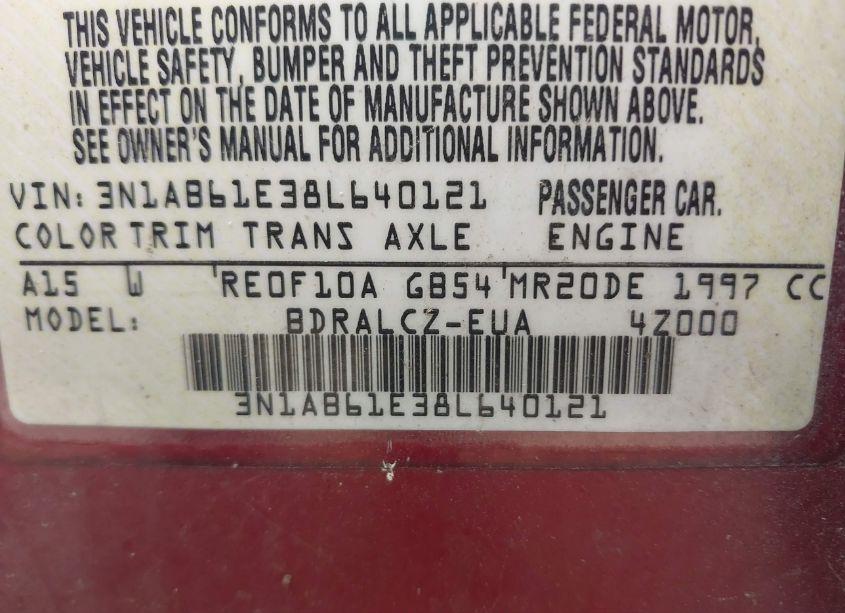 THIS VEHICLE CONFORMS TO ALL APPLICABLE FEDERAL MOTOR,
VEHICLE SAFETY, BUMPER AND THEFT PREVENTION STANDARDS
IN EFFECT ON THE DATE OF MANUFACTURE SHOWN ABOVE.
SEE OWNER'S MANUAL FOR ADDITIONAL INFORMATION.
VIN: 3N1AB61E38L640121 PASSENGER CAR.
COLOR TRIM TRANS AXLE ENGINE
A15 W RE0F10A GB54 MR20DE 1997 CC
MODEL: BDRALCZ-EUA 4Z000
3N1AB61E38L640121